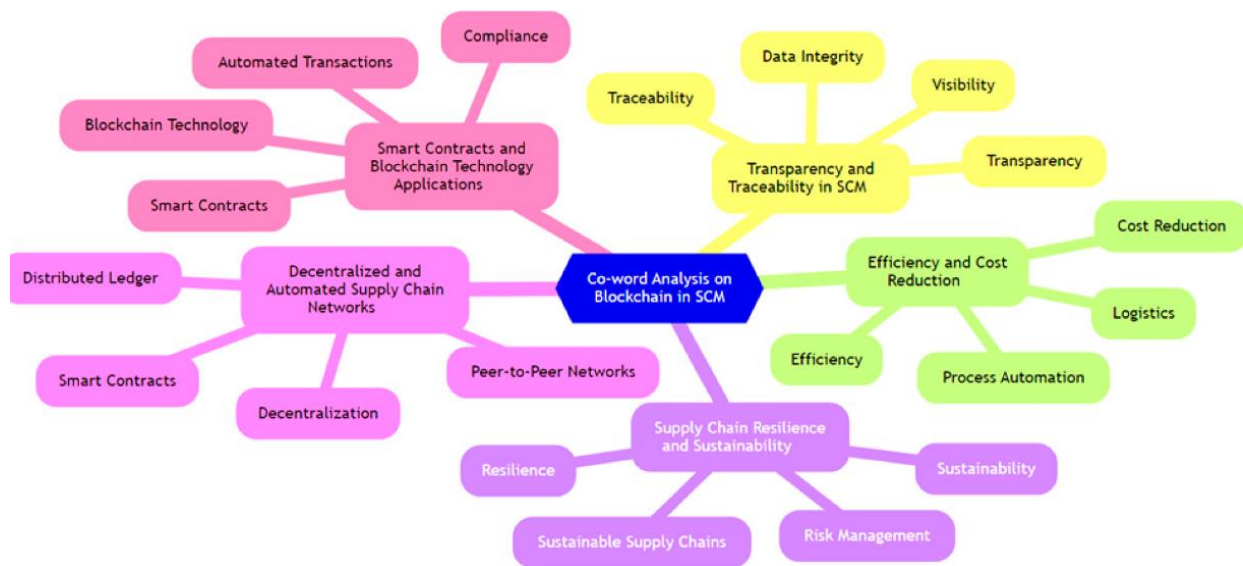 Compliance
Automated Transactions
Blockchain Technology
Smart Contracts
Smart Contracts and
Blockchain Technology
Applications
Data Integrity
Traceability
Visibility
Transparency
Transparency and
Traceability in SCM
Co-word Analysis on
Blockchain in SCM
Cost Reduction
Efficiency and Cost
Reduction
Logistics
Efficiency
Process Automation
Distributed Ledger
Decentralized and
Automated Supply Chain
Networks
Smart Contracts
Decentralization
Peer-to-Peer Networks
Supply Chain Resilience
and Sustainability
Resilience
Sustainability
Sustainable Supply Chains
Risk Management